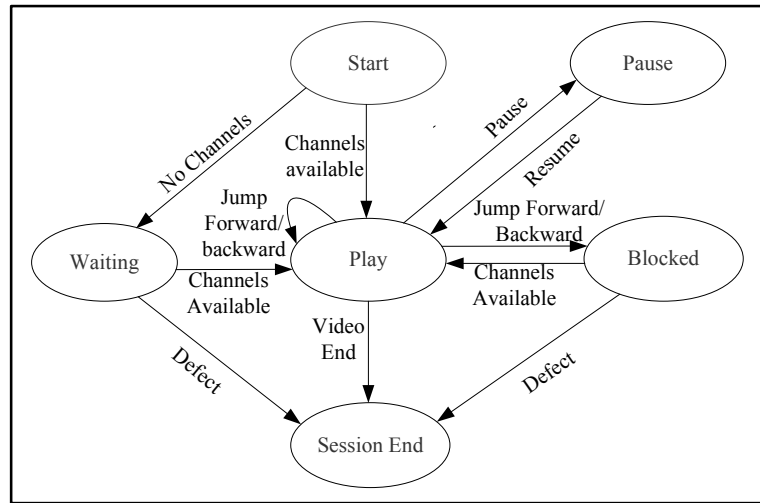 Start
Pause
No Channels
Channels
available
Pause
Resume
Jump
Forward/
backward
Jump Forward/
Backward
Waiting
Play
Blocked
Channels
Available
Channels
Available
Video
End
Defect
Defect
Session End